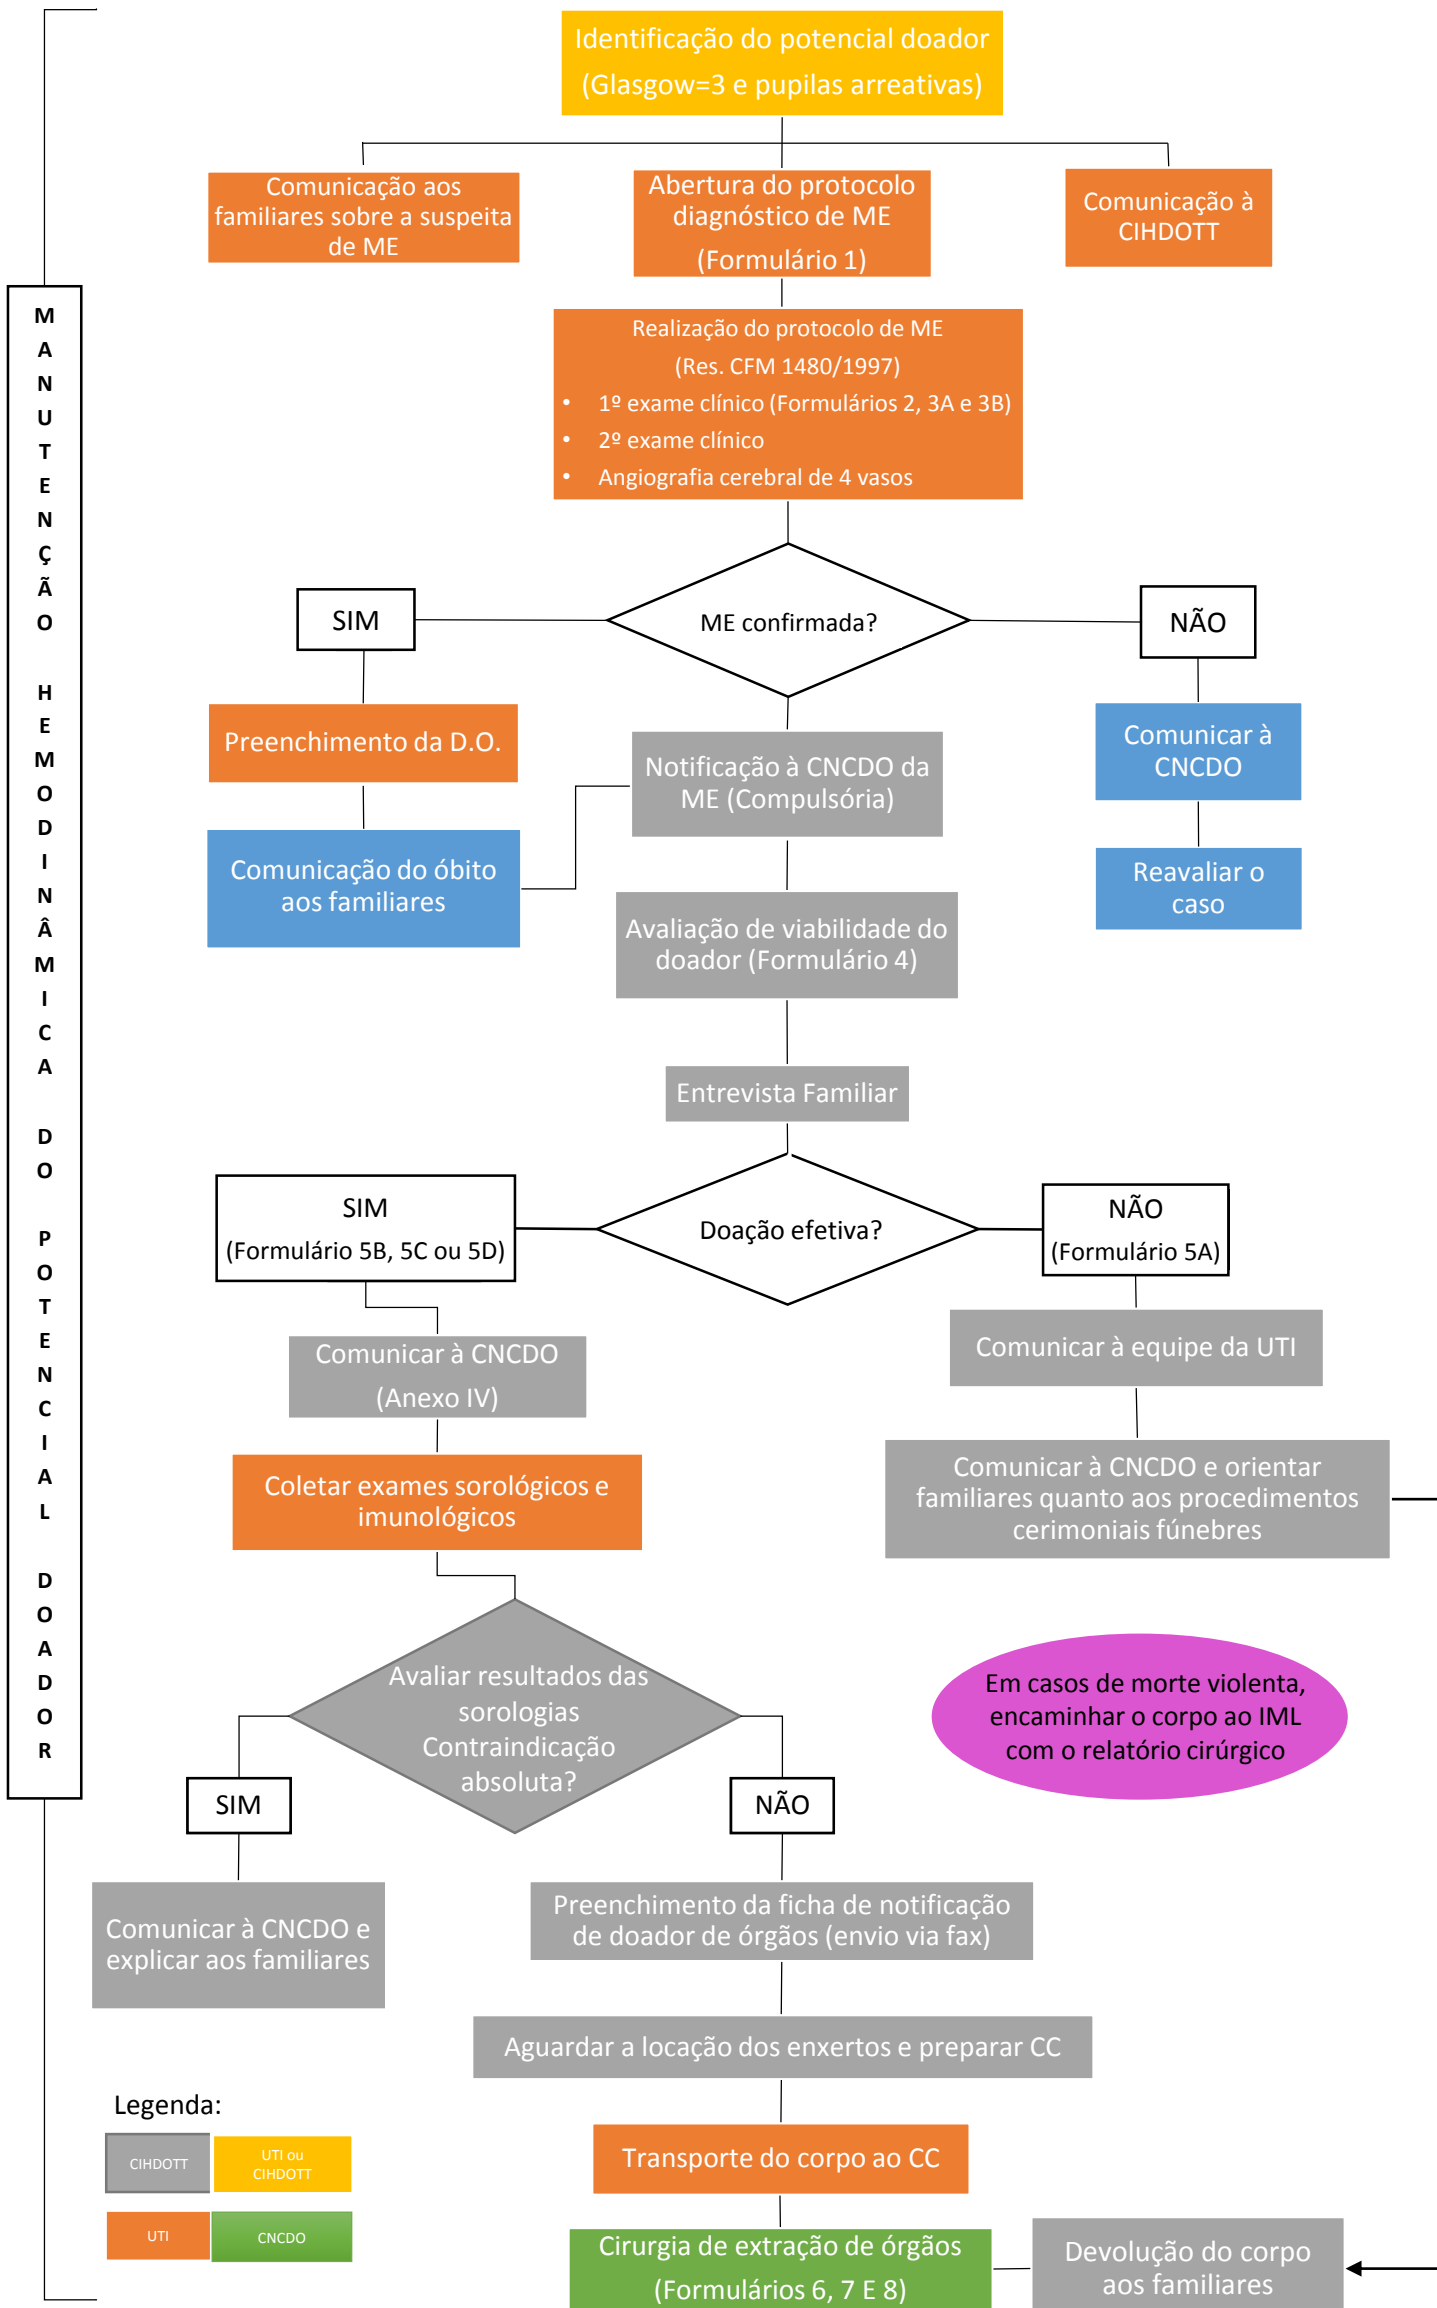 Identificação do potencial doador
(Glasgow=3 e pupilas arreativas)
Comunicação aos
familiares sobre a suspeita
de ME
Abertura do protocolo
diagnóstico de ME
(Formulário 1)
Comunicação à
CIHDOTT
MANUTENÇÃO HEMODINÂMICA DO POTENCIAL DOADOR
Realização do protocolo de ME
(Res. CFM 1480/1997)
• 1º exame clínico (Formulários 2, 3A e 3B)
• 2º exame clínico
• Angiografia cerebral de 4 vasos
SIM
ME confirmada?
NÃO
Preenchimento da D.O.
Notificação à CNCDO da
ME (Compulsória)
Comunicar à
CNCDO
Comunicação do óbito
aos familiares
Reavaliar o
caso
Avaliação de viabilidade do
doador (Formulário 4)
Entrevista Familiar
SIM
(Formulário 5B, 5C ou 5D)
Doação efetiva?
NÃO
(Formulário 5A)
Comunicar à CNCDO
(Anexo IV)
Comunicar à equipe da UTI
Coletar exames sorológicos e
imunológicos
Comunicar à CNCDO e orientar
familiares quanto aos procedimentos
cerimoniais fúnebres
Avaliar resultados das
sorologias
Contraindicação
absoluta?
Em casos de morte violenta,
encaminhar o corpo ao IML
com o relatório cirúrgico
SIM
NÃO
Comunicar à CNCDO e
explicar aos familiares
Preenchimento da ficha de notificação
de doador de órgãos (envio via fax)
Aguardar a locação dos enxertos e preparar CC
Legenda:
CIHDOTT
UTI ou
CIHDOTT
UTI
CNCDO
Transporte do corpo ao CC
Cirurgia de extração de órgãos
(Formulários 6, 7 E 8)
Devolução do corpo
aos familiares